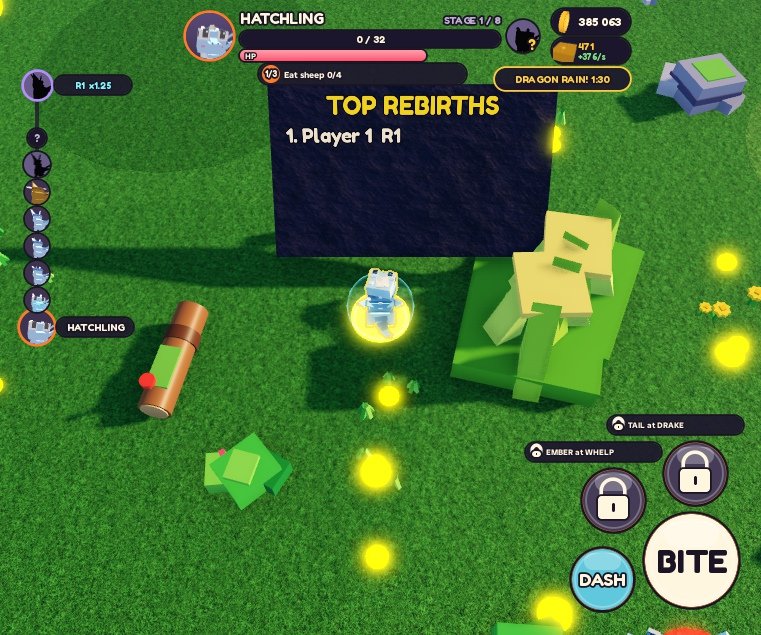 HATCHLING
STAGE 1 / 8
0 / 32
HP
1/3 Eat sheep 0/4
?
385 063
471
+376/s
DRAGON RAIN! 1:30
R1 x1.25
?
TOP REBIRTHS
1. Player 1 R1
HATCHLING
TAIL at DRAKE
EMBER at WHELP
BITE
DASH